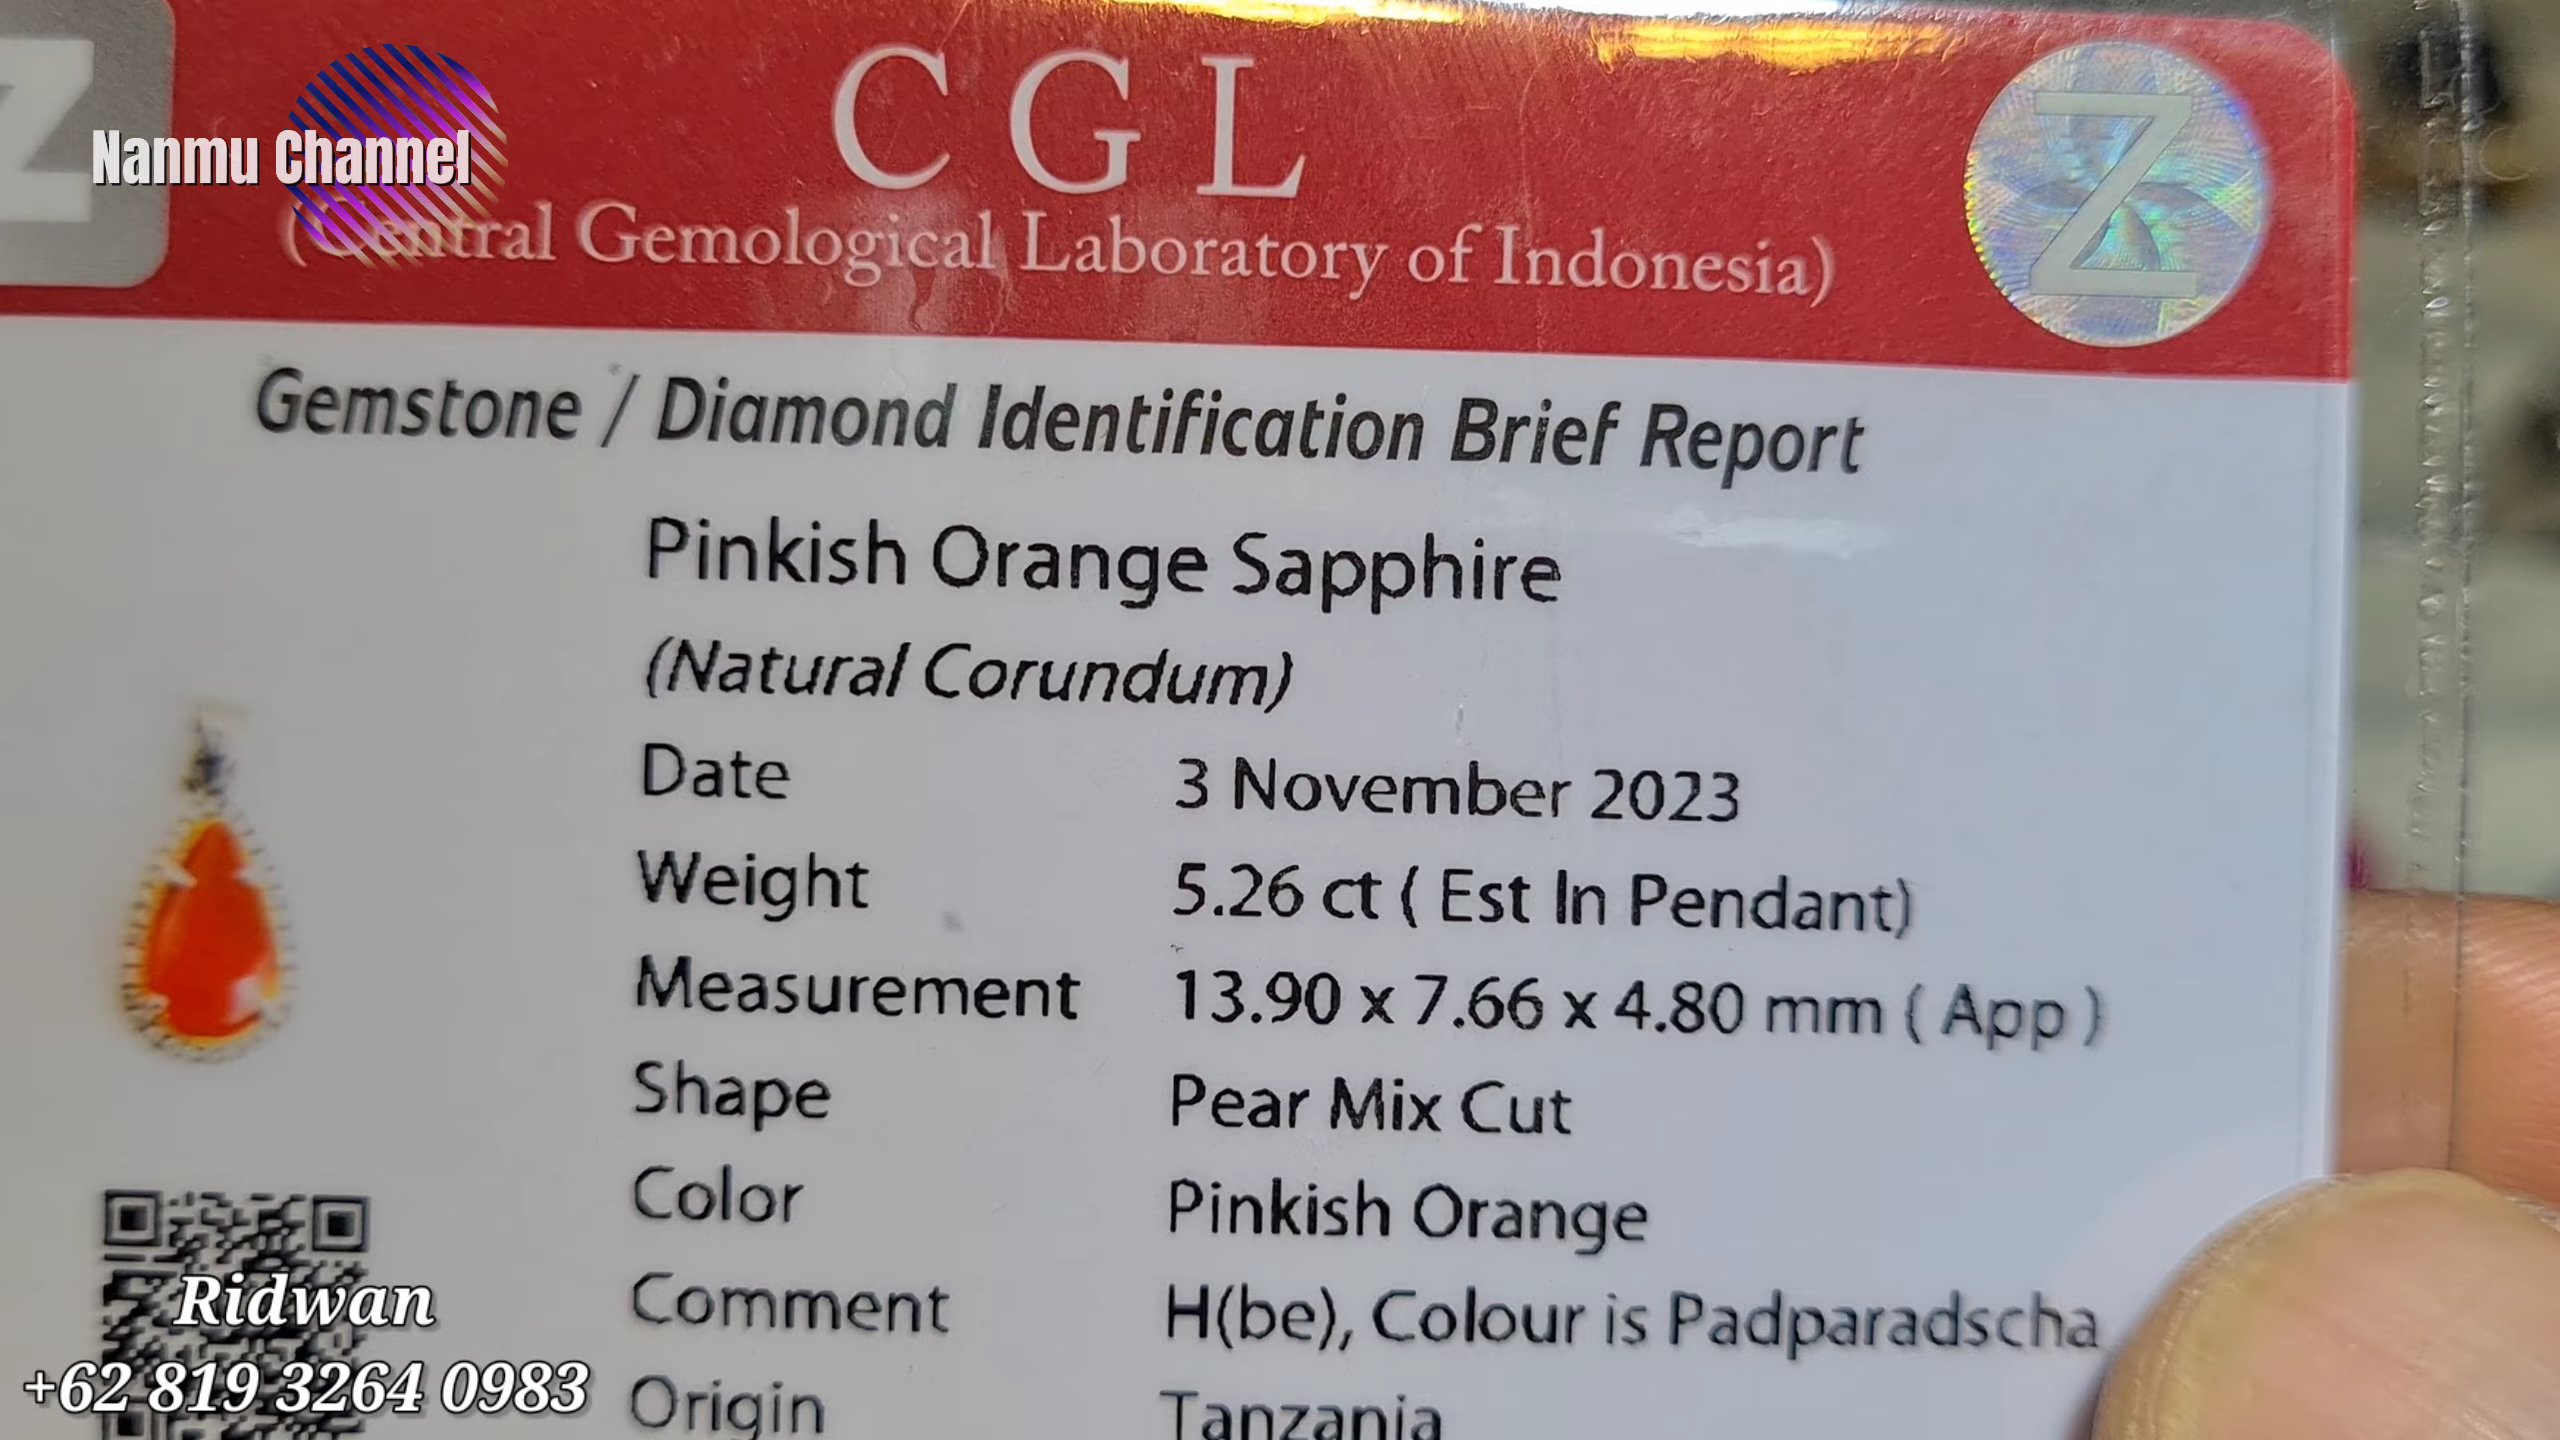 Z
Nanmu Channel
C G L
Z
(Central Gemological Laboratory of Indonesia)
Gemstone / Diamond Identification Brief Report
Pinkish Orange Sapphire
(Natural Corundum)
Date 3 November 2023
Weight 5.26 ct ( Est In Pendant)
Measurement 13.90 x 7.66 x 4.80 mm ( App )
Shape Pear Mix Cut
Color Pinkish Orange
Comment H(be), Colour is Padparadscha
Origin Tanzania
Ridwan
+62 819 3264 0983